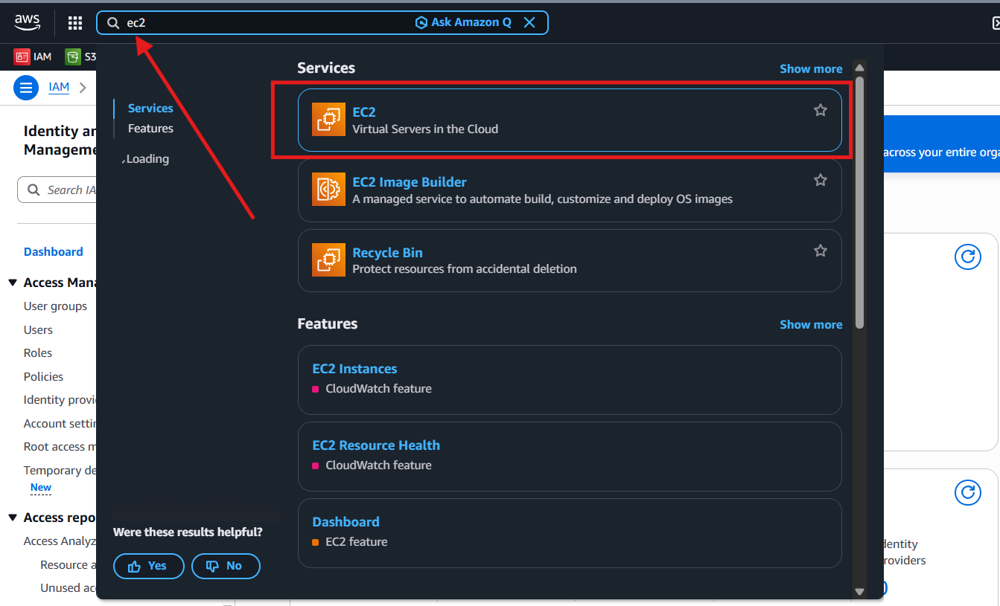 aws
ec2
Ask Amazon Q
IAM
S3
IAM
Identity an
Manageme
Search IA
Dashboard
Access Mana
User groups
Users
Roles
Policies
Identity provi
Account settin
Root access m
Temporary de
New
Access repo
Access Analyz
Resource a
Unused acc
Services
Features
Loading
Were these results helpful?
Yes
No
Services
Show more
EC2
Virtual Servers in the Cloud
EC2 Image Builder
A managed service to automate build, customize and deploy OS images
Recycle Bin
Protect resources from accidental deletion
Features
Show more
EC2 Instances
CloudWatch feature
EC2 Resource Health
CloudWatch feature
Dashboard
EC2 feature
across your entire orga
dentity
roviders